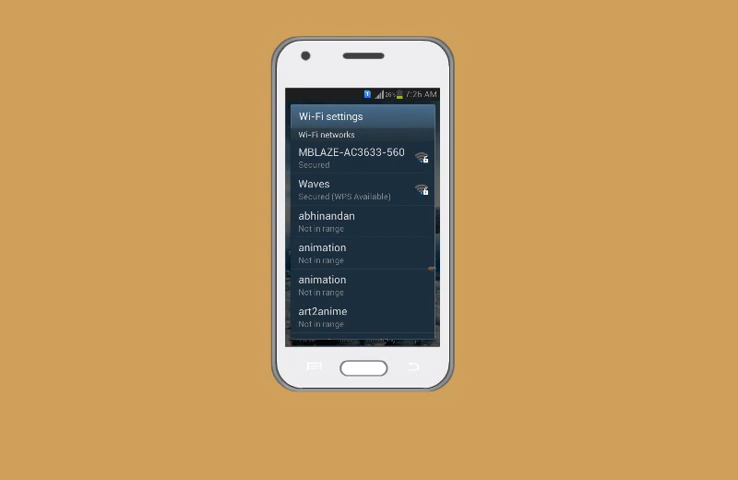 26% 7:26 AM
Wi-Fi settings
Wi-Fi networks
MBLAZE-AC3633-560
Secured
Waves
Secured (WPS Available)
abhinandan
Not in range
animation
Not in range
animation
Not in range
art2anime
Not in range